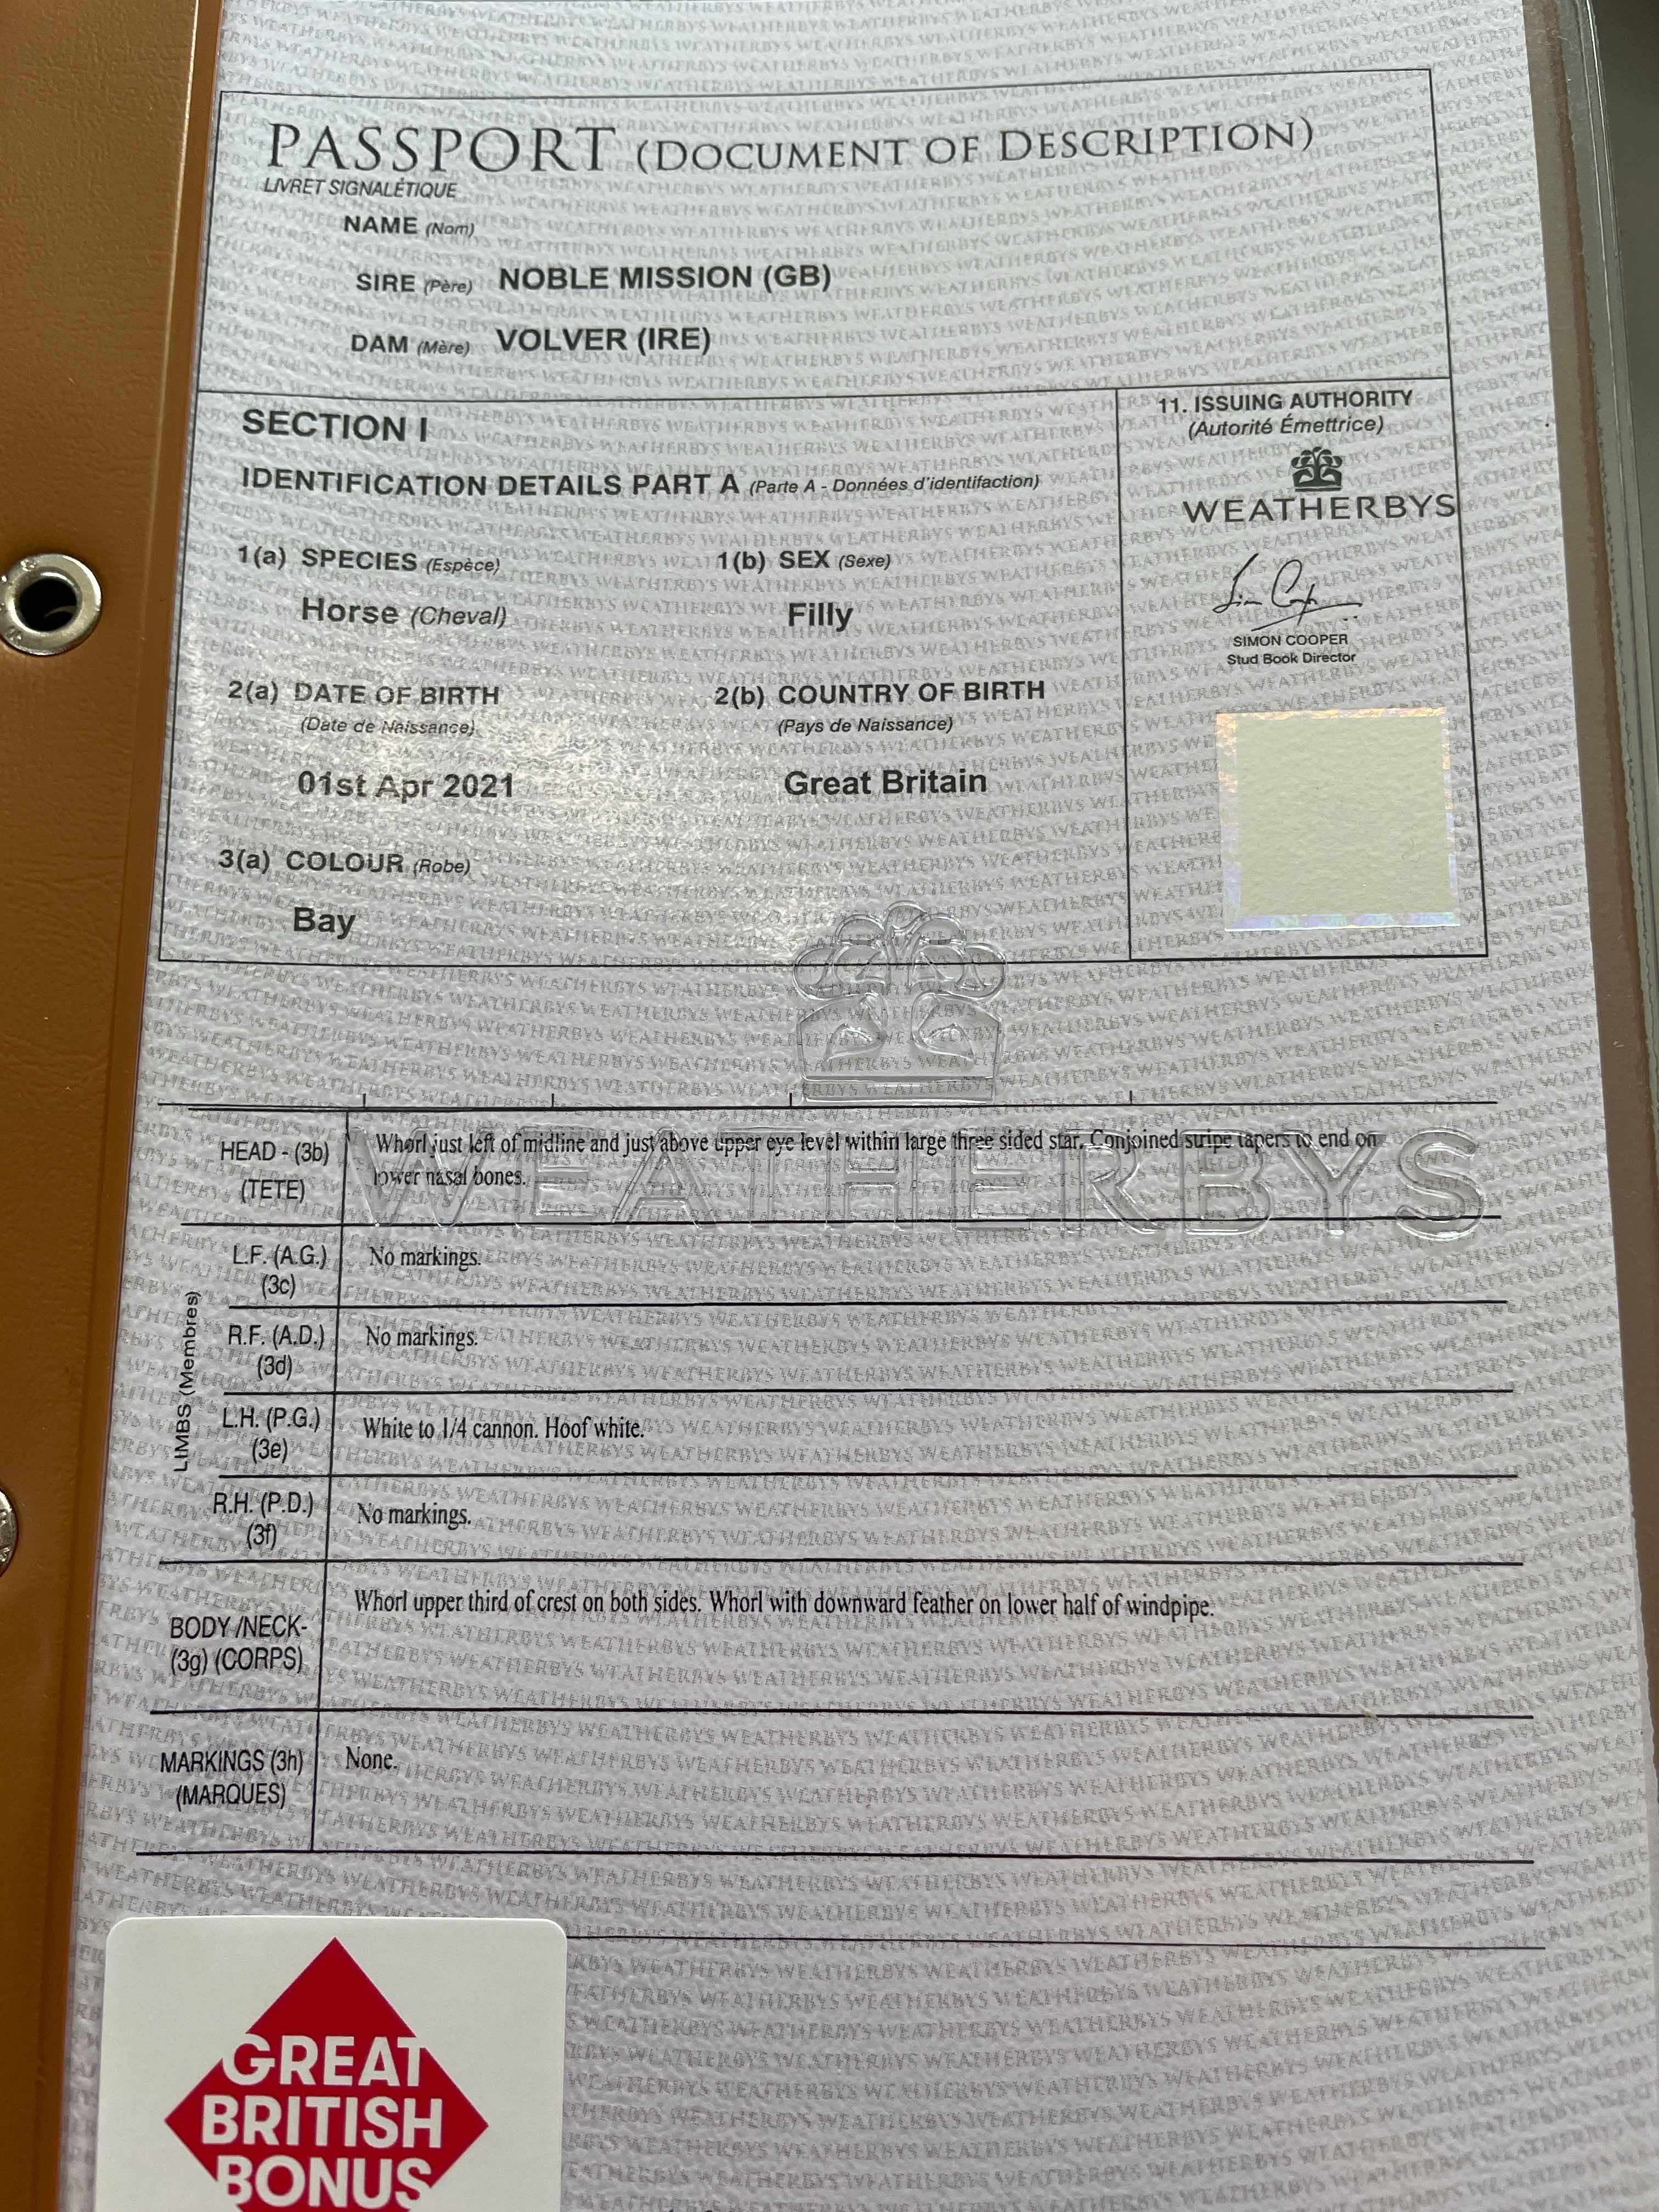 PASSPORT (DOCUMENT OF DESCRIPTION)
LIVRET SIGNALÉTIQUE
NAME (Nom)
SIRE (Père) NOBLE MISSION (GB)
DAM (Mère) VOLVER (IRE)
SECTION I
IDENTIFICATION DETAILS PART A (Parte A - Données d'identifaction)
1(a) SPECIES (Espèce) 1(b) SEX (Sexe)
Horse (Cheval) Filly
2(a) DATE OF BIRTH 2(b) COUNTRY OF BIRTH
(Date de Naissance) (Pays de Naissance)
01st Apr 2021 Great Britain
3(a) COLOUR (Robe)
Bay
11. ISSUING AUTHORITY
(Autorité Émettrice)
WEATHERBYS
SIMON COOPER
Stud Book Director
WEATHERBYS
HEAD - (3b) Whorl just left of midline and just above upper eye level within large three sided star. Conjoined stripe tapers to end on
(TETE) lower nasal bones.
LIMBS (Membres)
L.F. (A.G.) No markings.
(3c)
R.F. (A.D.) No markings.
(3d)
L.H. (P.G.) White to 1/4 cannon. Hoof white.
(3e)
R.H. (P.D.) No markings.
(3f)
Whorl upper third of crest on both sides. Whorl with downward feather on lower half of windpipe.
BODY /NECK-
(3g) (CORPS)
MARKINGS (3h) None.
(MARQUES)
GREAT
BRITISH
BONUS